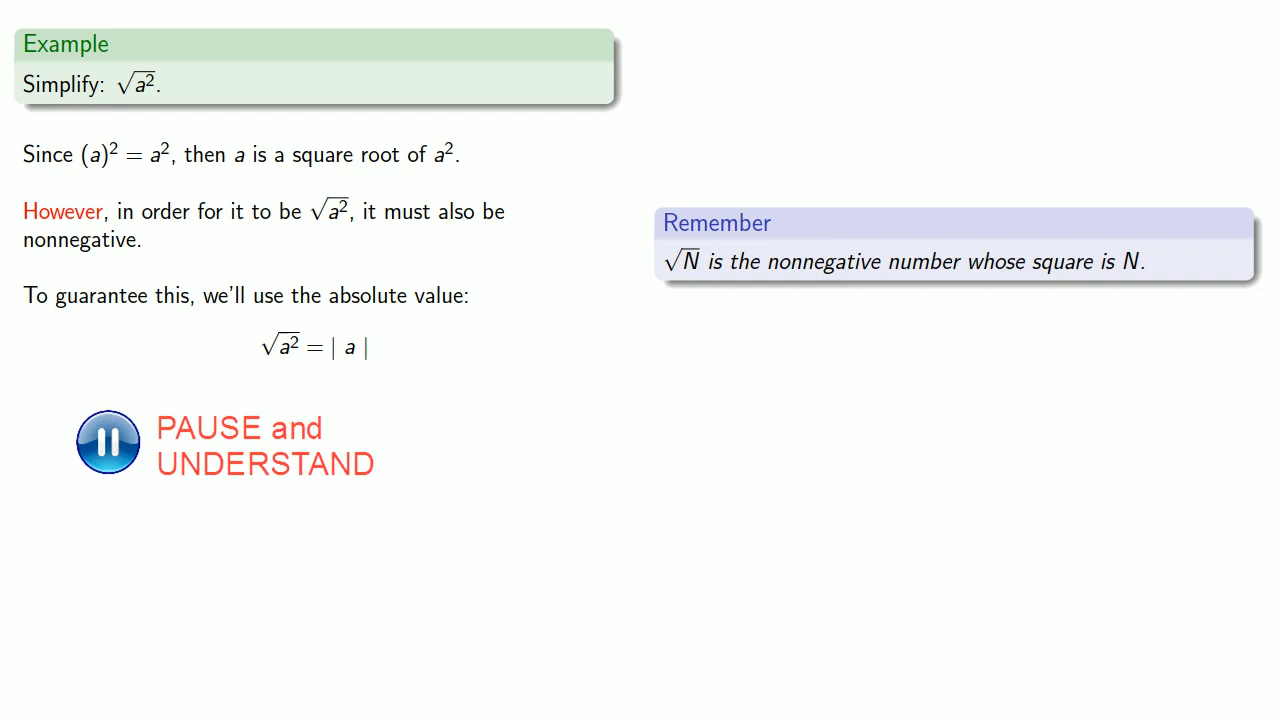 Example
Simplify: √a².
Since (a)² = a², then a is a square root of a².
However, in order for it to be √a², it must also be
nonnegative.
Remember
√N is the nonnegative number whose square is N.
To guarantee this, we'll use the absolute value:
√a² = | a |
PAUSE and
UNDERSTAND